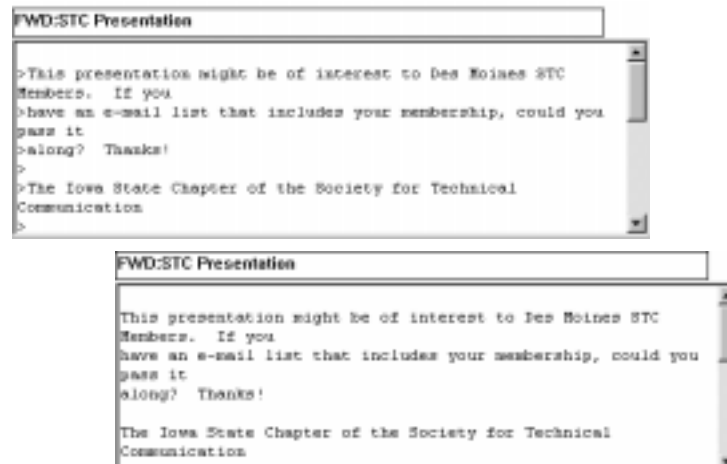 FWD:STC Presentation
>This presentation might be of interest to Des Moines STC
Members.  If you
>have an e-mail list that includes your membership, could you
pass it
>along?  Thanks!
>
>The Iowa State Chapter of the Society for Technical
Communication
>
FWD:STC Presentation
This presentation might be of interest to Des Moines STC
Members.  If you
have an e-mail list that includes your membership, could you
pass it
along?  Thanks!
The Iowa State Chapter of the Society for Technical
Communication